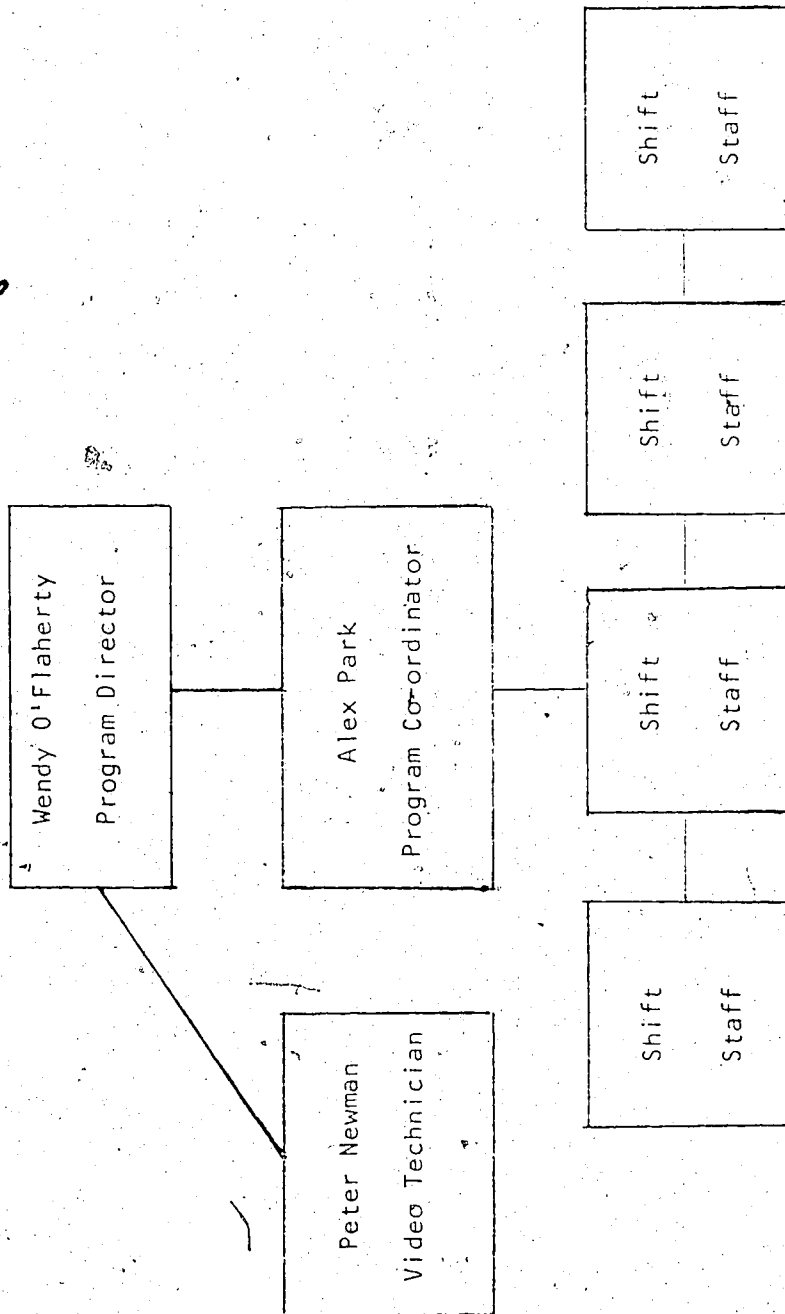 Wendy O'Flaherty
Program Director
Peter Newman
Video Technician
Alex Park
Program Co-ordinator
Shift
Staff
Shift
Staff
Shift
Staff
Shift
Staff